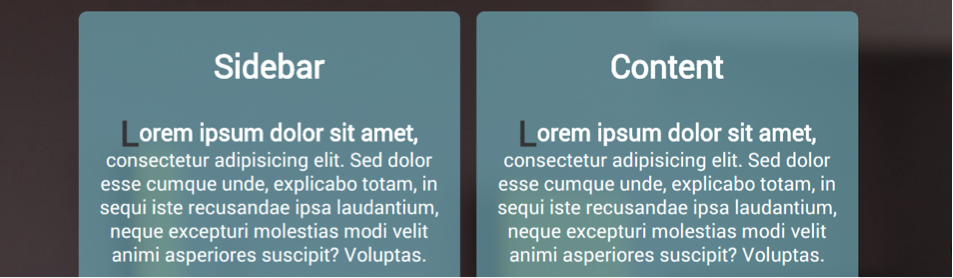 Sidebar
Lorem ipsum dolor sit amet,
consectetur adipisicing elit. Sed dolor
esse cumque unde, explicabo totam, in
sequi iste recusandae ipsa laudantium,
neque excepturi molestias modi velit
animi asperiores suscipit? Voluptas.
Content
Lorem ipsum dolor sit amet,
consectetur adipisicing elit. Sed dolor
esse cumque unde, explicabo totam, in
sequi iste recusandae ipsa laudantium,
neque excepturi molestias modi velit
animi asperiores suscipit? Voluptas.